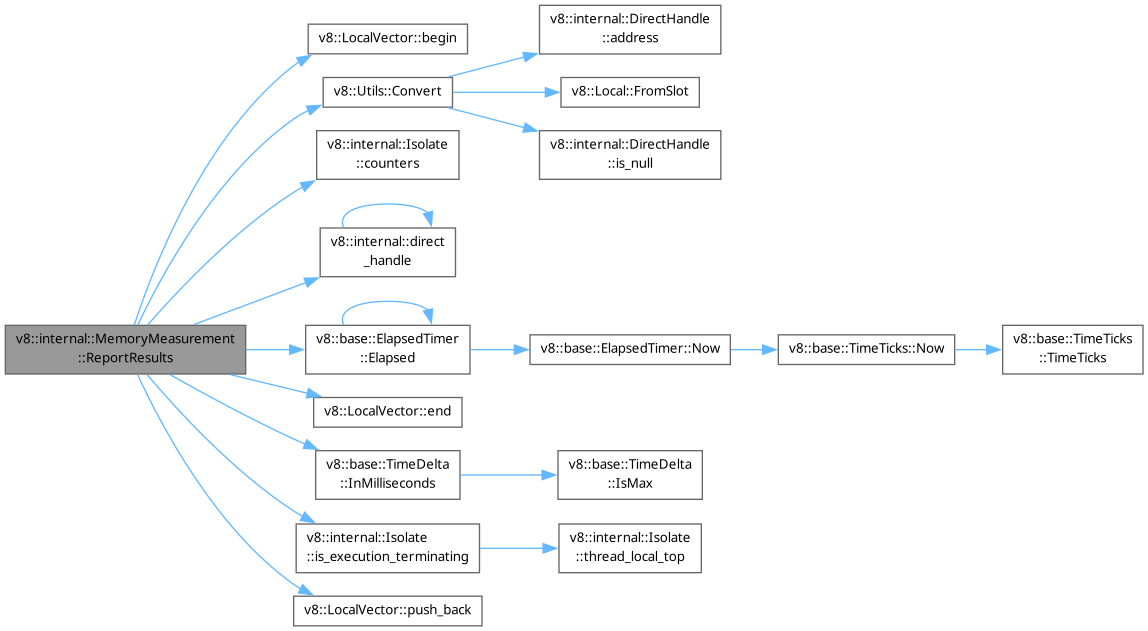 v8::internal::MemoryMeasurement
::ReportResults
v8::LocalVector::begin
v8::Utils::Convert
v8::internal::DirectHandle
::address
v8::Local::FromSlot
v8::internal::DirectHandle
::is_null
v8::internal::Isolate
::counters
v8::internal::direct
_handle
v8::base::ElapsedTimer
::Elapsed
v8::base::ElapsedTimer::Now
v8::base::TimeTicks::Now
v8::base::TimeTicks
::TimeTicks
v8::LocalVector::end
v8::base::TimeDelta
::InMilliseconds
v8::base::TimeDelta
::IsMax
v8::internal::Isolate
::is_execution_terminating
v8::internal::Isolate
::thread_local_top
v8::LocalVector::push_back